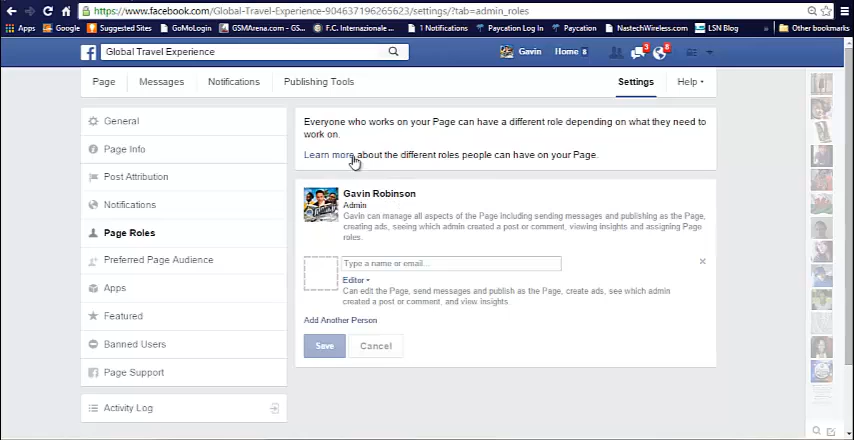 https://www.facebook.com/Global-Travel-Experience-904637196265623/settings/?tab=admin_roles
Apps Google Suggested Sites GoMoLogin GSMArena.com - GS... F.C. Internazionale ... Paycation Log In Paycation NastechWireless.com LSN Blog » Other bookmarks
Global Travel Experience Gavin Home 8 3 8
Page Messages Notifications Publishing Tools Settings Help
General
Page Info
Post Attribution
Notifications
Page Roles
Preferred Page Audience
Apps
Featured
Banned Users
Page Support
Activity Log
Everyone who works on your Page can have a different role depending on what they need to
work on.
Learn more about the different roles people can have on your Page.
Gavin Robinson
Admin
Gavin can manage all aspects of the Page including sending messages and publishing as the Page,
creating ads, seeing which admin created a post or comment, viewing insights and assigning Page
roles.
Type a name or email...
Editor
Can edit the Page, send messages and publish as the Page, create ads, see which admin
created a post or comment, and view insights
Add Another Person
Save Cancel